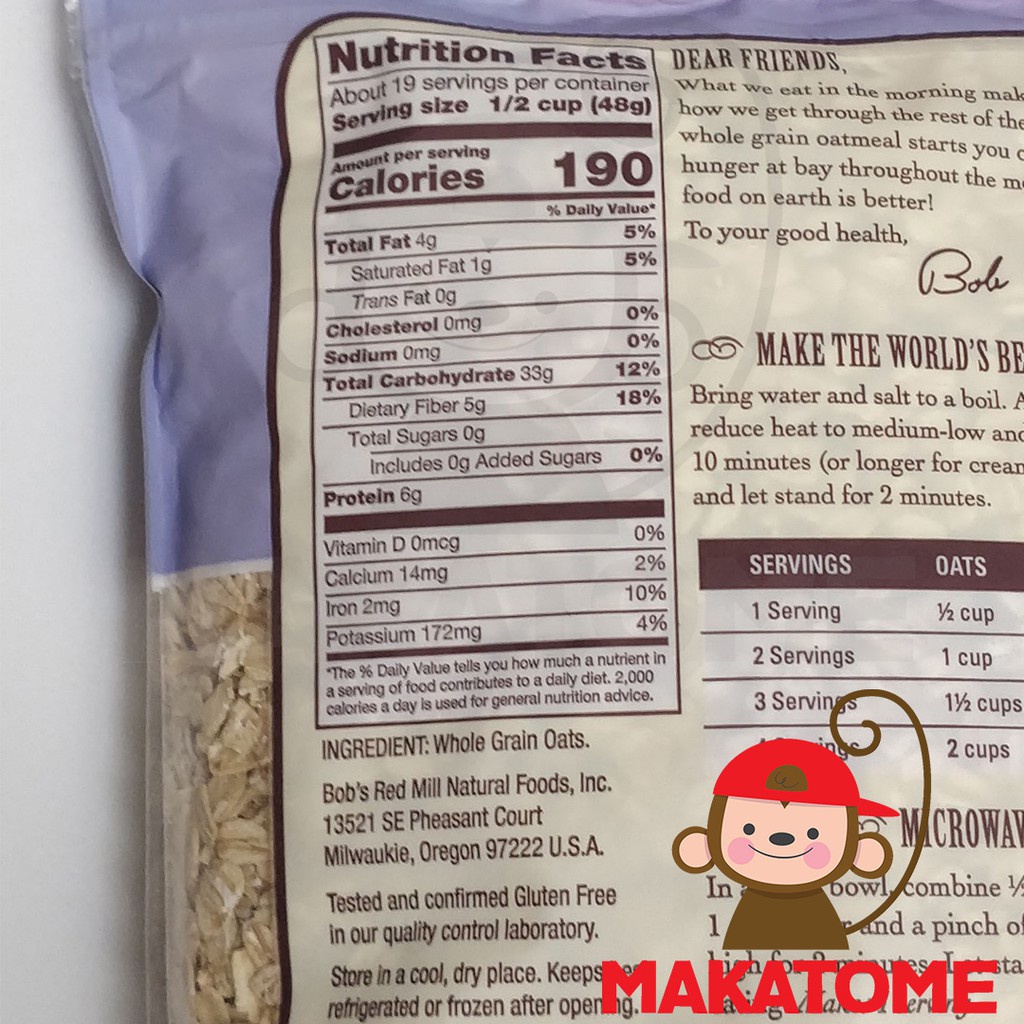 Nutrition Facts
About 19 servings per container
Serving size 1/2 cup (48g)
Amount per serving
Calories 190
% Daily Value*
Total Fat 4g 5%
Saturated Fat 1g 5%
Trans Fat 0g
Cholesterol 0mg 0%
Sodium 0mg 0%
Total Carbohydrate 33g 12%
Dietary Fiber 5g 18%
Total Sugars 0g
Includes 0g Added Sugars 0%
Protein 6g
Vitamin D 0mcg 0%
Calcium 14mg 2%
Iron 2mg 10%
Potassium 172mg 4%
*The % Daily Value tells you how much a nutrient in
a serving of food contributes to a daily diet. 2,000
calories a day is used for general nutrition advice.
INGREDIENT: Whole Grain Oats.
Bob's Red Mill Natural Foods, Inc.
13521 SE Pheasant Court
Milwaukie, Oregon 97222 U.S.A.
Tested and confirmed Gluten Free
in our quality control laboratory.
Store in a cool, dry place. Keeps
refrigerated or frozen after opening.
DEAR FRIENDS,
What we eat in the morning
how we get through the rest of the
whole grain oatmeal starts you
hunger at bay throughout the
food on earth is better!
To your good health,
Bob
MAKE THE WORLD'S
Bring water and salt to a boil.
reduce heat to medium-low
10 minutes (or longer for
and let stand for 2 minutes.
SERVINGS OATS
1 Serving ½ cup
2 Servings 1 cup
3 Servings 1½ cups
2 cups
In bowl, combine
1 and a pinch of
MAKATOME